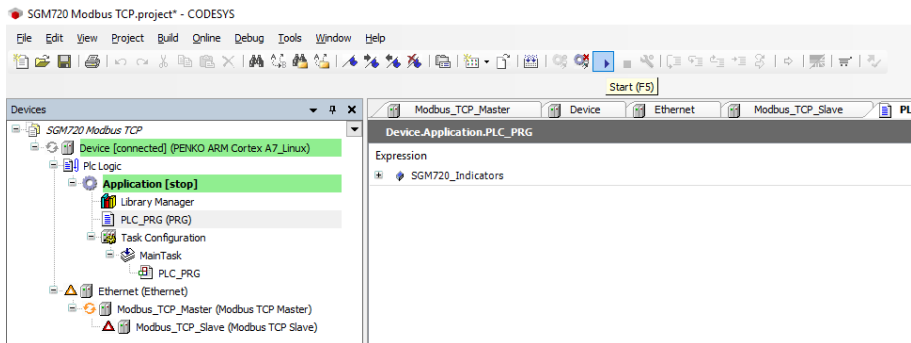 SGM720 Modbus TCP.project* - CODESYS
File Edit View Project Build Online Debug Tools Window Help
Start (F5)
Devices
Modbus_TCP_Master Device Ethernet Modbus_TCP_Slave PL
SGM720 Modbus TCP
Device.Application.PLC_PRG
Device [connected] (PENKO ARM Cortex A7_Linux)
Expression
Plc Logic
SGM720_Indicators
Application [stop]
Library Manager
PLC_PRG (PRG)
Task Configuration
MainTask
PLC_PRG
Ethernet (Ethernet)
Modbus_TCP_Master (Modbus TCP Master)
Modbus_TCP_Slave (Modbus TCP Slave)